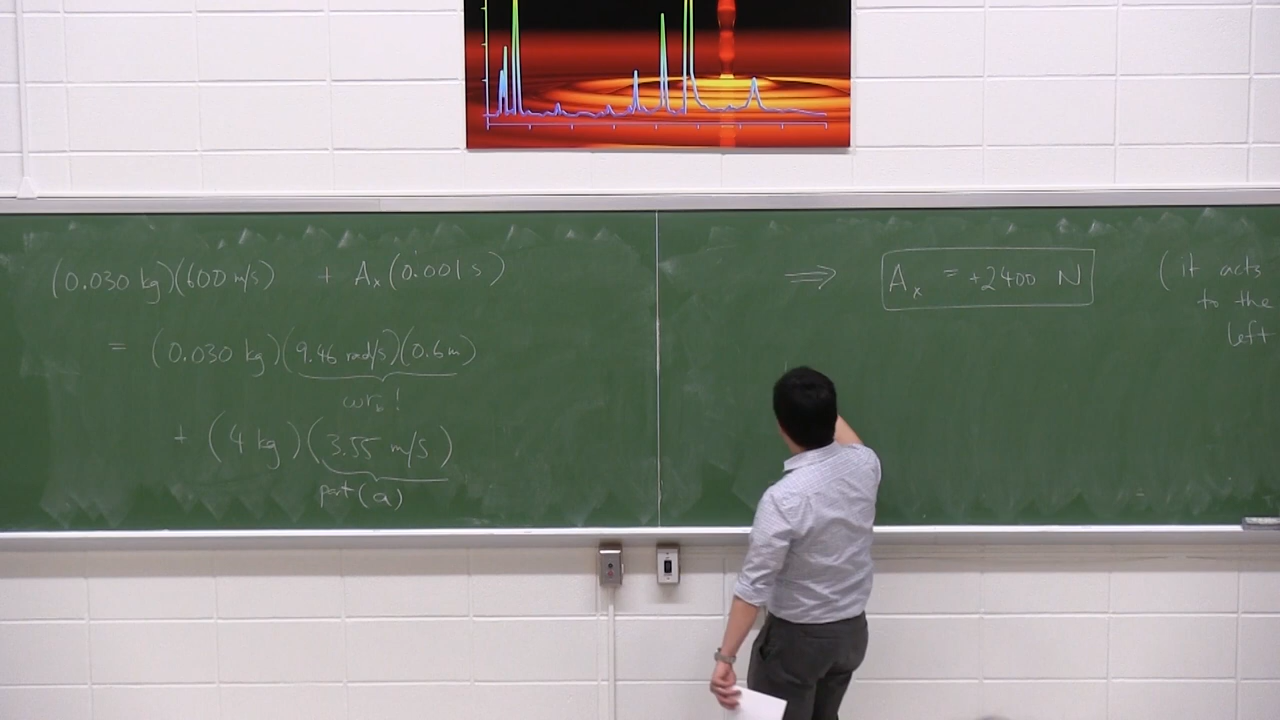 (0.030 kg)(600 m/s) + Aₓ(0.001 s)
= (0.030 kg)(9.46 rad/s)(0.6 m)
ωr_b!
+ (4 kg)(3.55 m/s)
part (a)
⇒ Aₓ = +2400 N
(it acts
to the
left